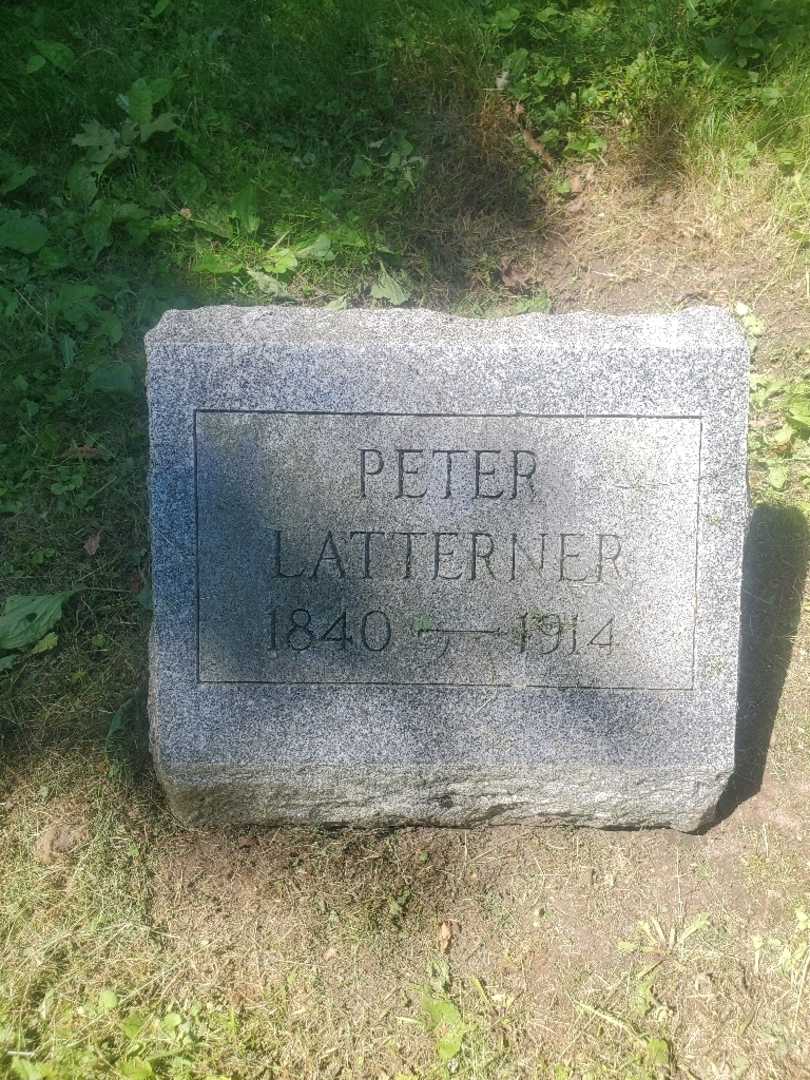 PETER
LATTERNER
1840 — 1914